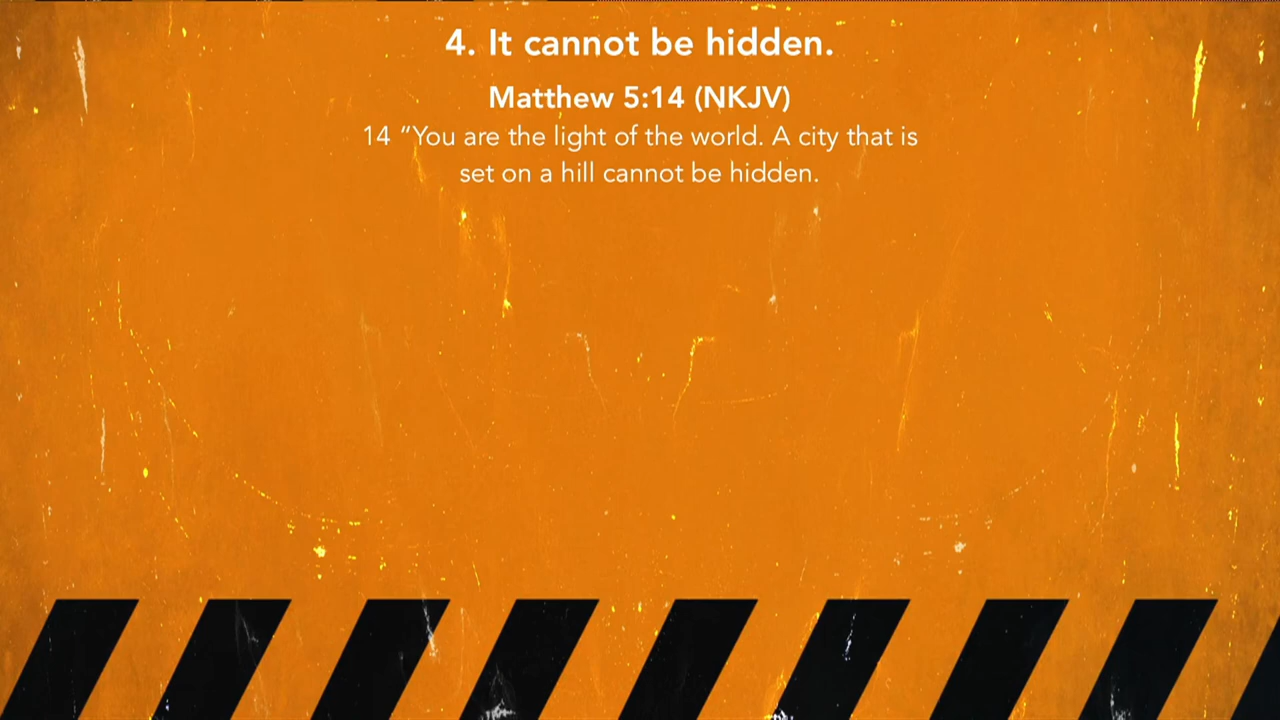 4. It cannot be hidden.
Matthew 5:14 (NKJV)
14 “You are the light of the world. A city that is
set on a hill cannot be hidden.